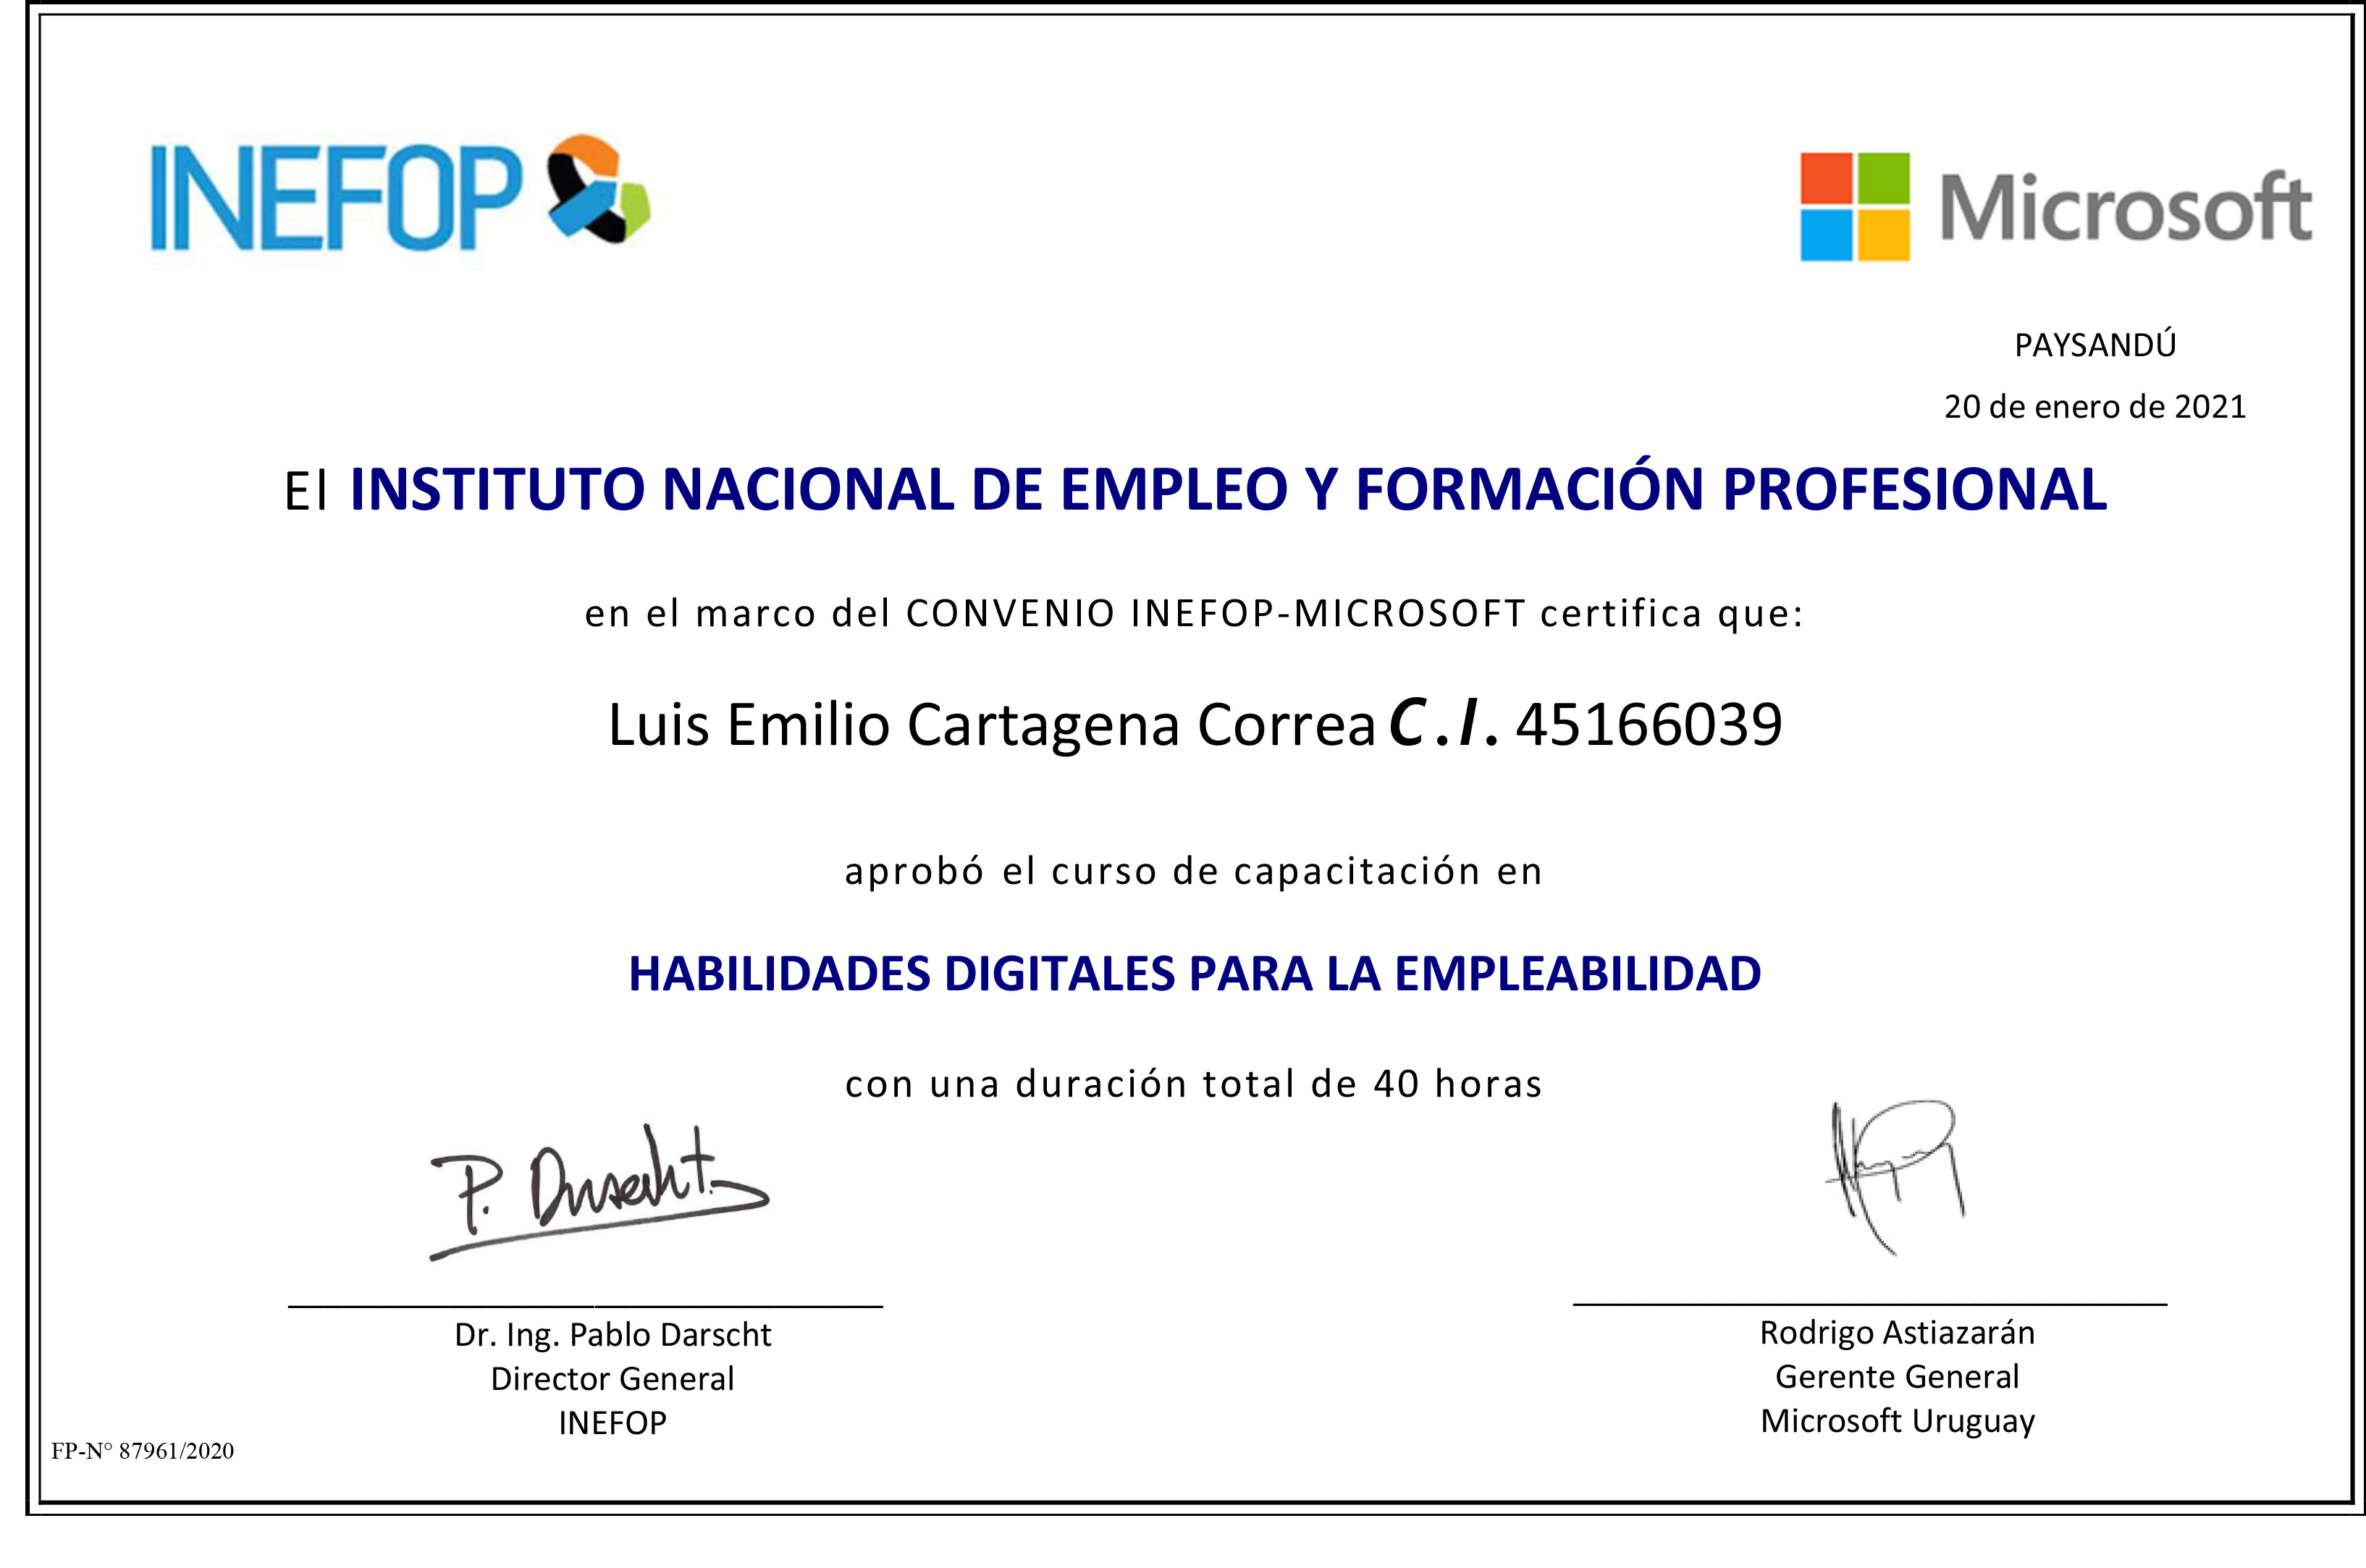 INEFOP
Microsoft
PAYSANDÚ
20 de enero de 2021
El INSTITUTO NACIONAL DE EMPLEO Y FORMACIÓN PROFESIONAL
en el marco del CONVENIO INEFOP-MICROSOFT certifica que:
Luis Emilio Cartagena Correa C.I. 45166039
aprobó el curso de capacitación en
HABILIDADES DIGITALES PARA LA EMPLEABILIDAD
con una duración total de 40 horas
P. Darscht
Dr. Ing. Pablo Darscht
Director General
INEFOP
Rodrigo Astiazarán
Gerente General
Microsoft Uruguay
FP-N° 87961/2020